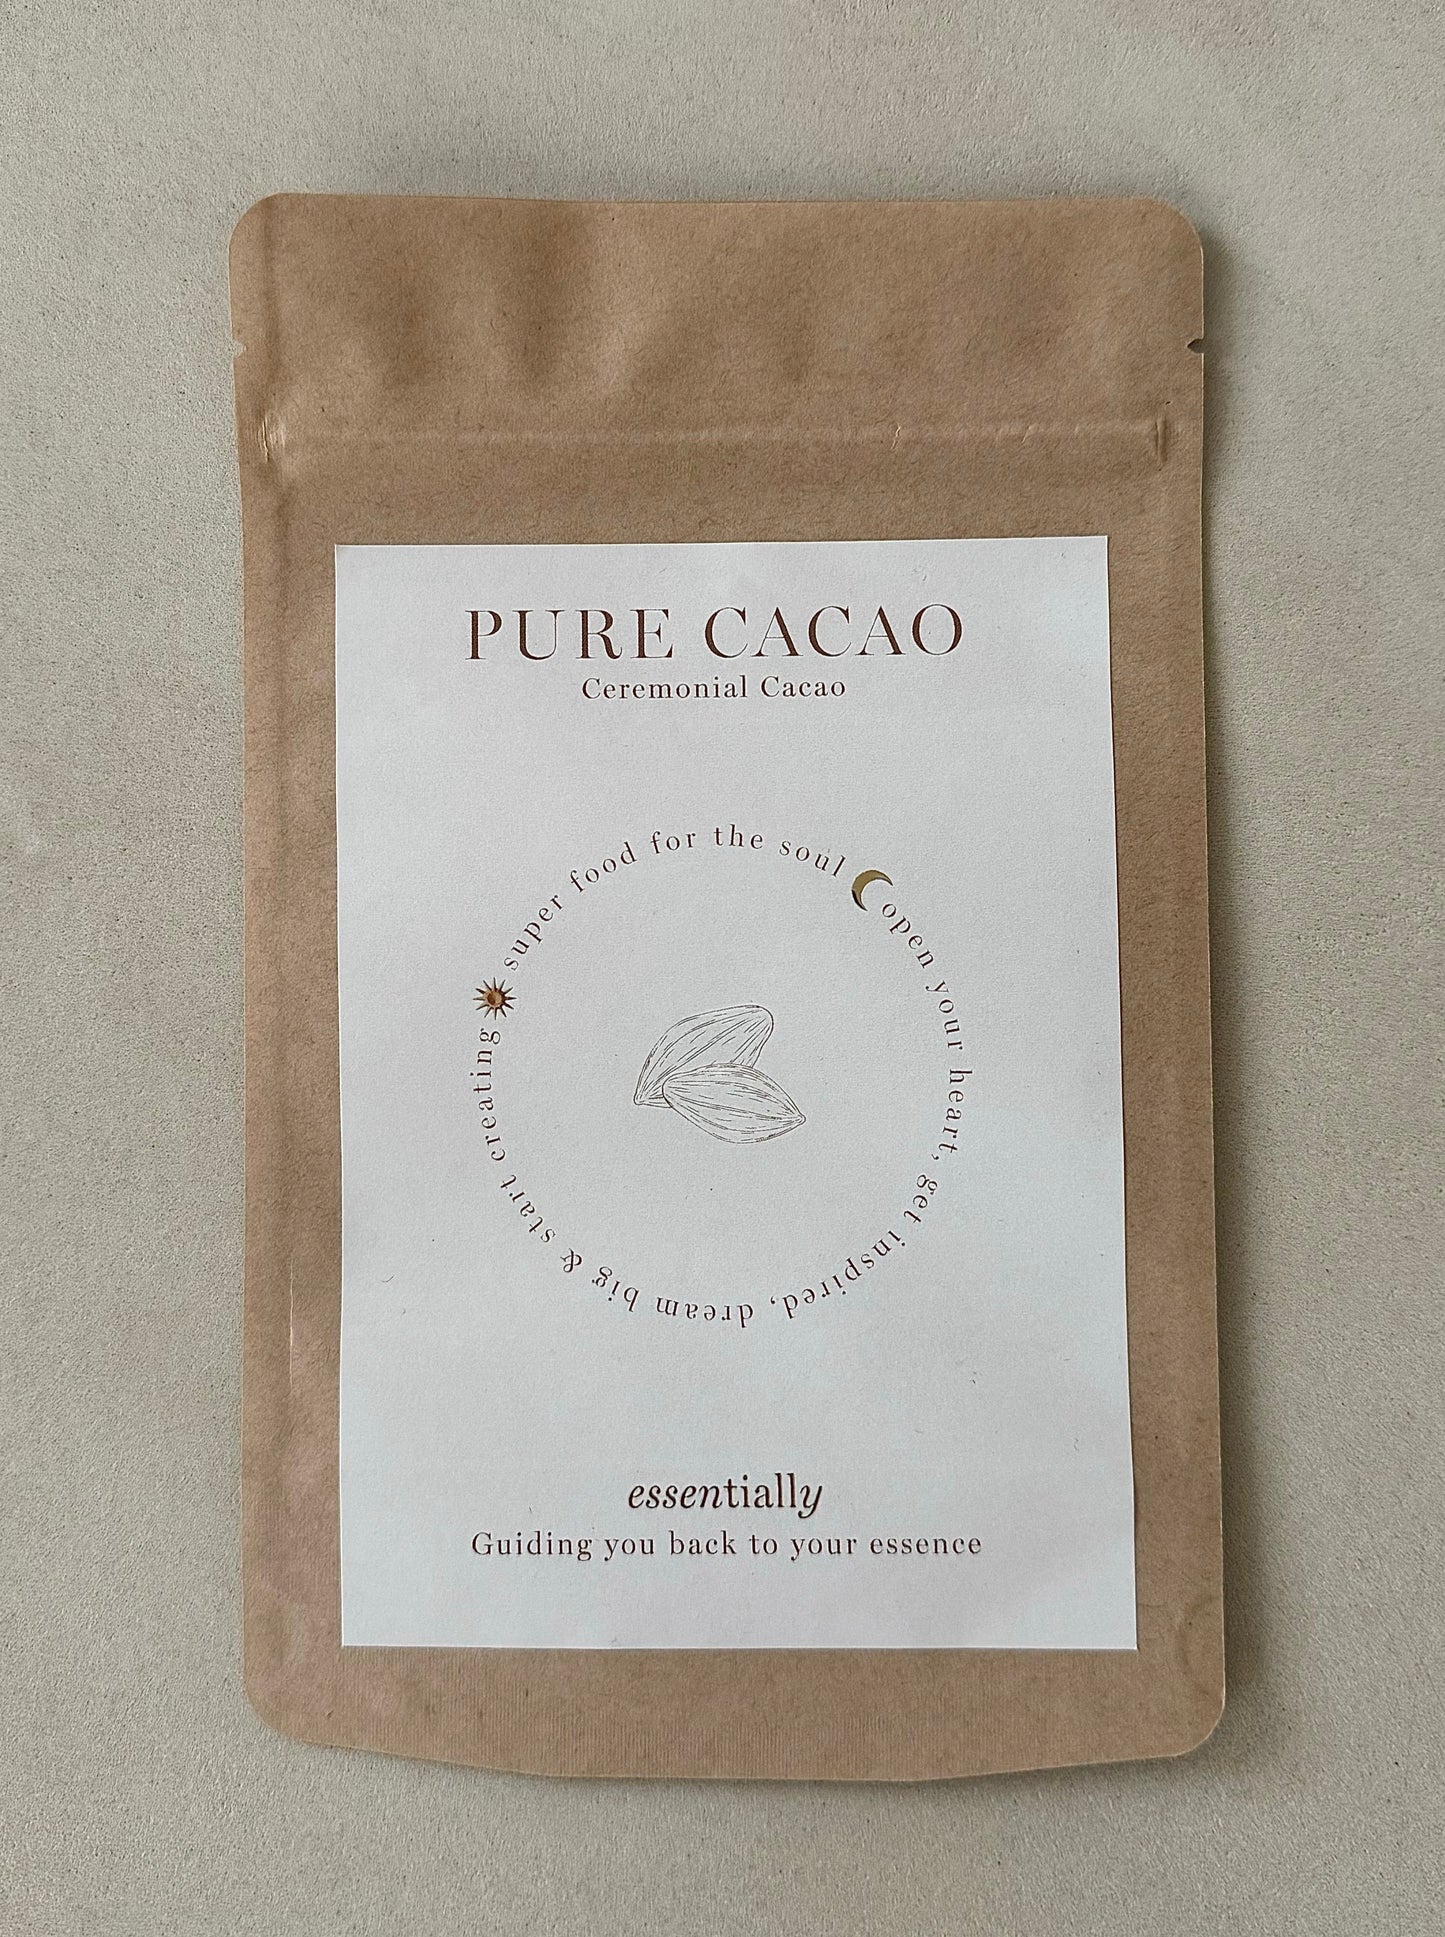 PURE CACAO
Ceremonial Cacao
super food for the soul
open your heart, get inspired, dream big & start creating
essentially
Guiding you back to your essence